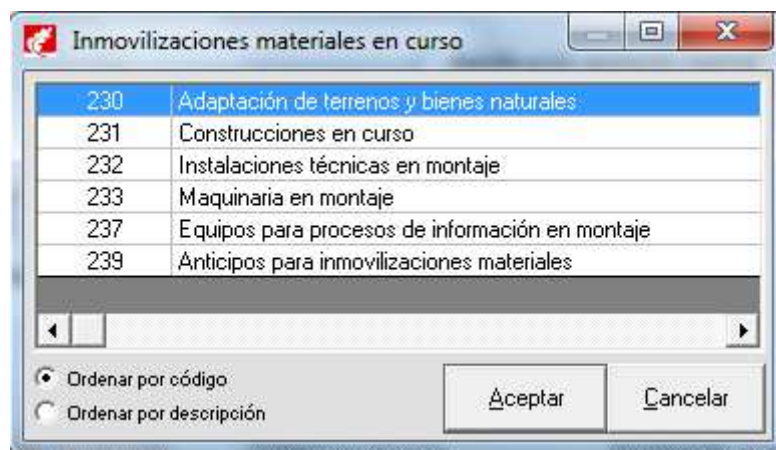 Inmovilizaciones materiales en curso
230 Adaptación de terrenos y bienes naturales
231 Construcciones en curso
232 Instalaciones técnicas en montaje
233 Maquinaria en montaje
237 Equipos para procesos de información en montaje
239 Anticipos para inmovilizaciones materiales
Ordenar por código
Ordenar por descripción
Aceptar
Cancelar